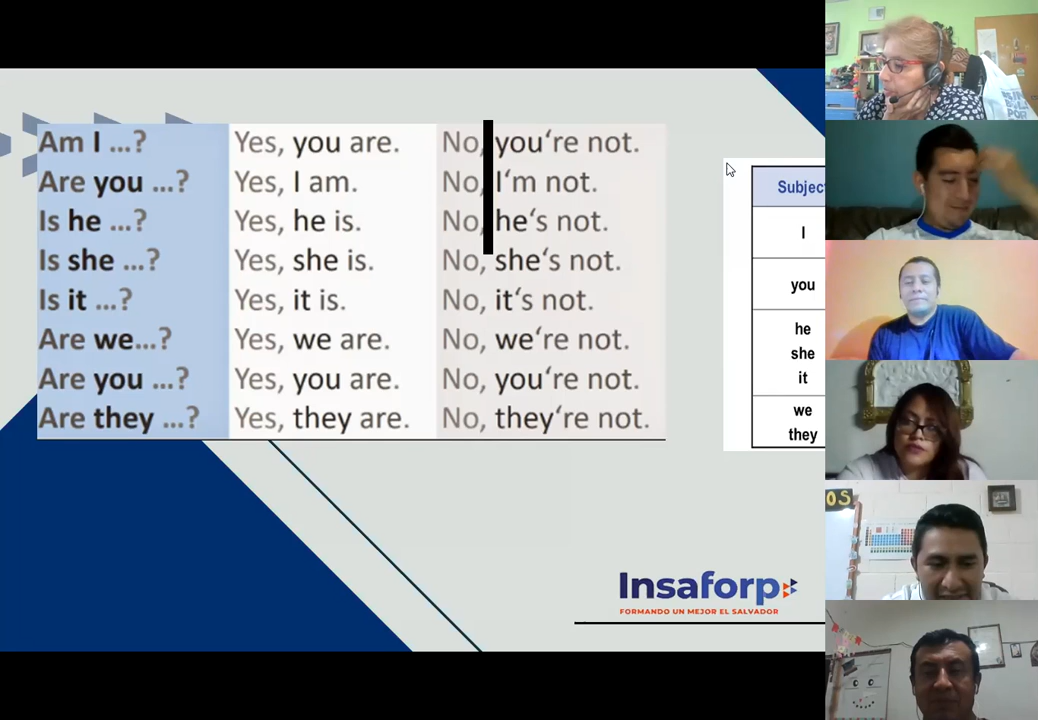 Am I ...? Yes, you are. No, you're not.
Are you ...? Yes, I am. No, I'm not.
Is he ...? Yes, he is. No, he's not.
Is she ...? Yes, she is. No, she's not.
Is it ...? Yes, it is. No, it's not.
Are we...? Yes, we are. No, we're not.
Are you ...? Yes, you are. No, you're not.
Are they ...? Yes, they are. No, they're not.
I
you
he
she
it
we
they
Insaforp
FORMANDO UN MEJOR EL SALVADOR
OS